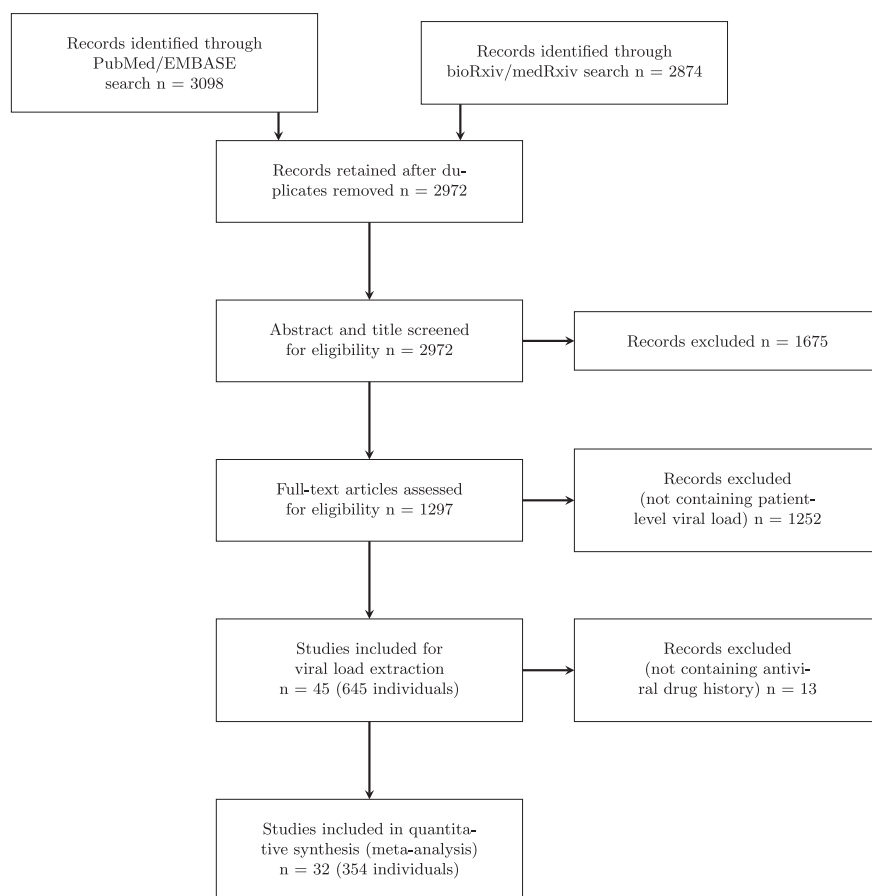 Records identified through
PubMed/EMBASE
search n = 3098
Records identified through
bioRxiv/medRxiv search n = 2874
Records retained after du-
plicates removed n = 2972
Abstract and title screened
for eligibility n = 2972
Records excluded n = 1675
Full-text articles assessed
for eligibility n = 1297
Records excluded
(not containing patient-
level viral load) n = 1252
Studies included for
viral load extraction
n = 45 (645 individuals)
Records excluded
(not containing antivi-
ral drug history) n = 13
Studies included in quantita-
tive synthesis (meta-analysis)
n = 32 (354 individuals)